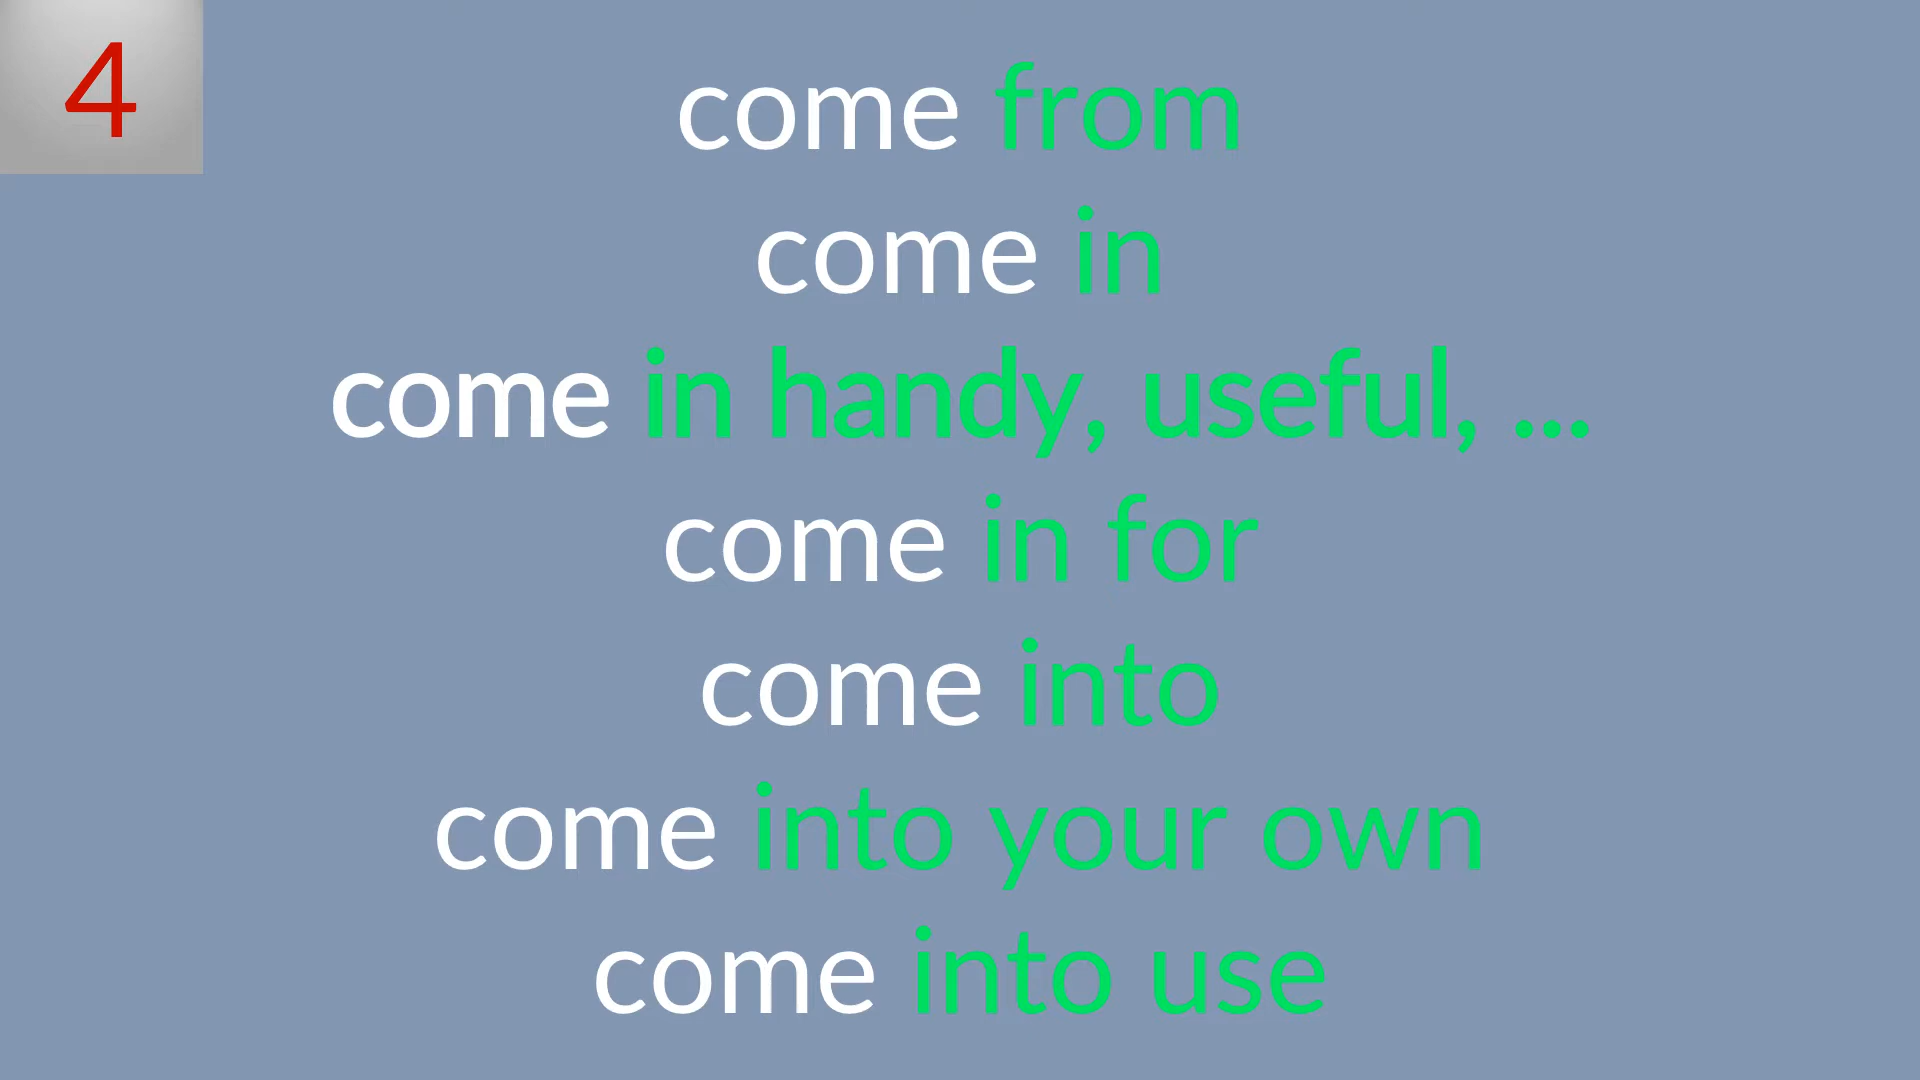 4
come from
come in
come in handy, useful, ...
come in for
come into
come into your own
come into use